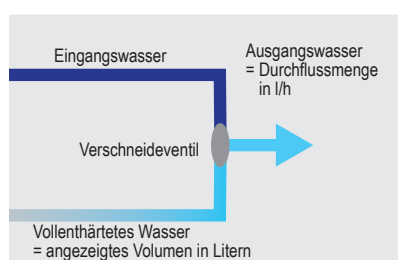 Eingangswasser
Ausgangswasser
= Durchflussmenge
in l/h
Verschneideventil
Vollenthärtetes Wasser
= angezeigtes Volumen in Litern